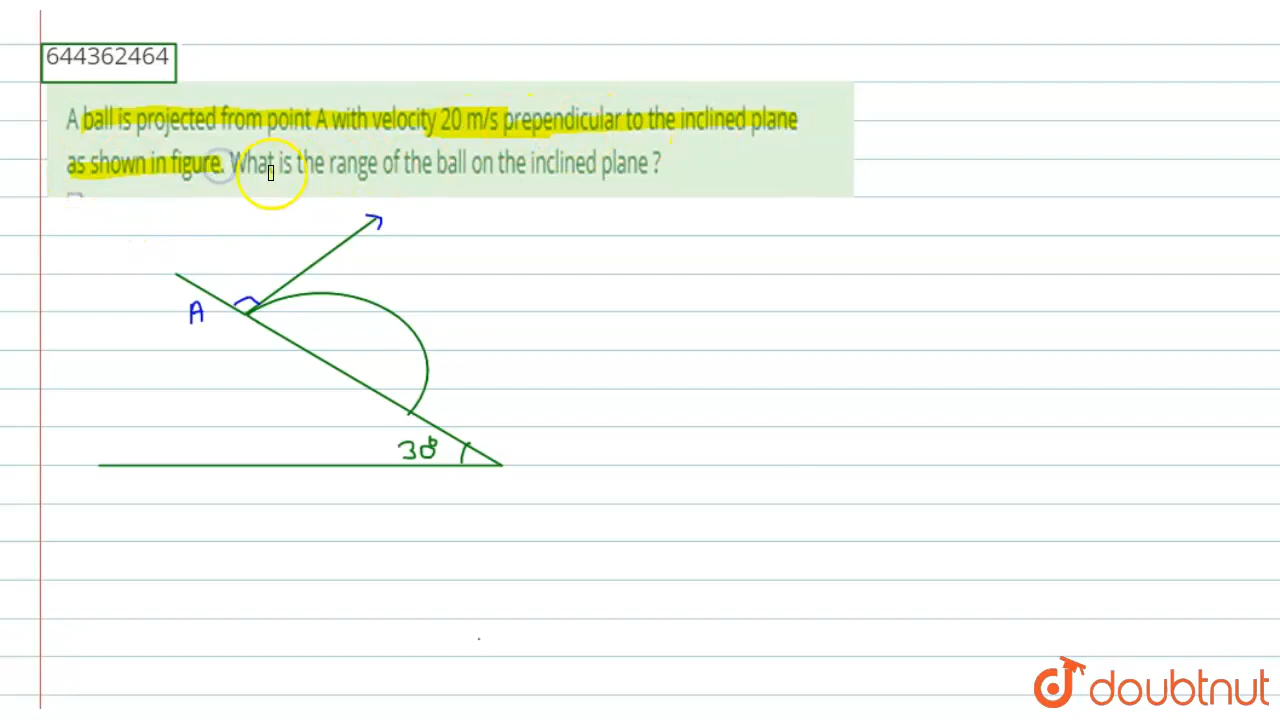 644362464
A ball is projected from point A with velocity 20 m/s prependicular to the inclined plane
as shown in figure. What is the range of the ball on the inclined plane ?
A
30°
doubtnut